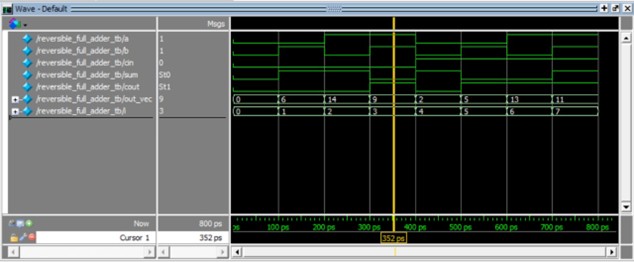 Wave - Default
Msgs
/reversible_full_adder_tb/a 1
/reversible_full_adder_tb/b 1
/reversible_full_adder_tb/cin 0
/reversible_full_adder_tb/sum St0
/reversible_full_adder_tb/cout St1
/reversible_full_adder_tb/out_vec 9 0 6 14 9 2 5 13 11
/reversible_full_adder_tb/i 3 0 1 2 3 4 5 6 7
Now 800 ps ps 100 ps 200 ps 300 ps 400 ps 500 ps 600 ps 700 ps 800 ps
Cursor 1 352 ps 352 ps